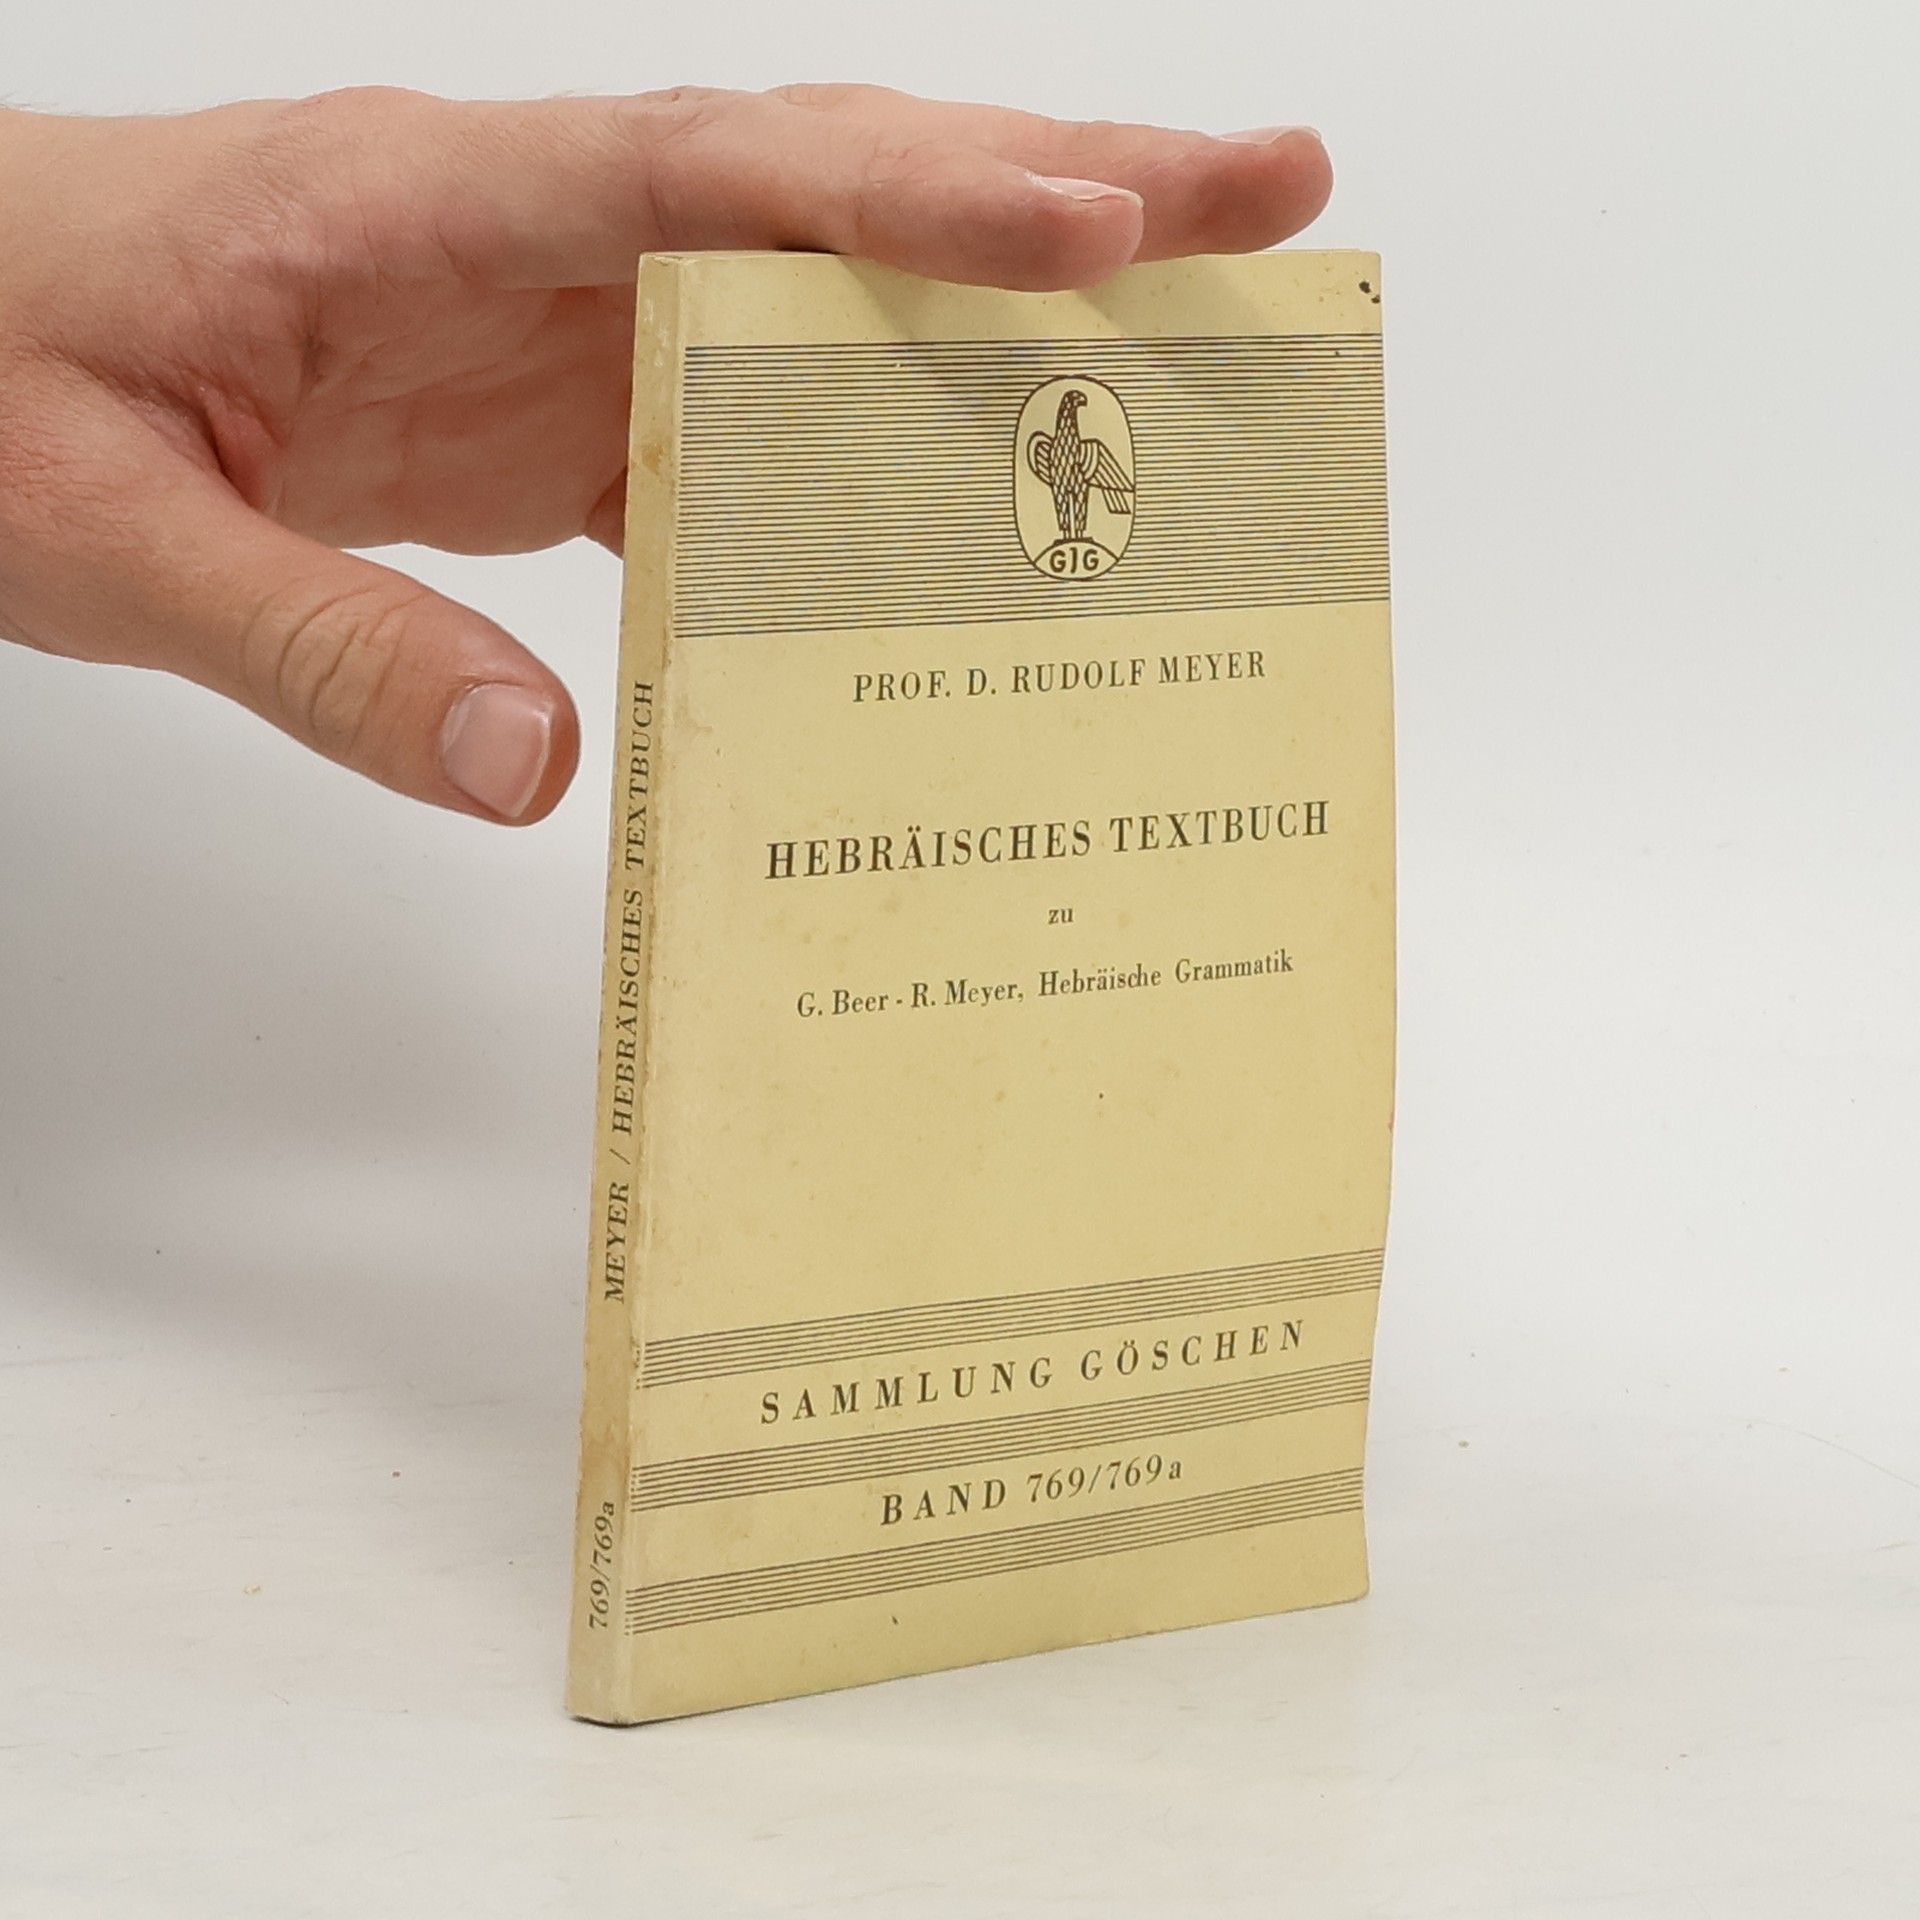 GJG
PROF. D. RUDOLF MEYER
HEBRÄISCHES TEXTBUCH
zu
G. Beer - R. Meyer, Hebräische Grammatik
SAMMLUNG GÖSCHEN
BAND 769/769a
MEYER / HEBRÄISCHES TEXTBUCH
769/769a